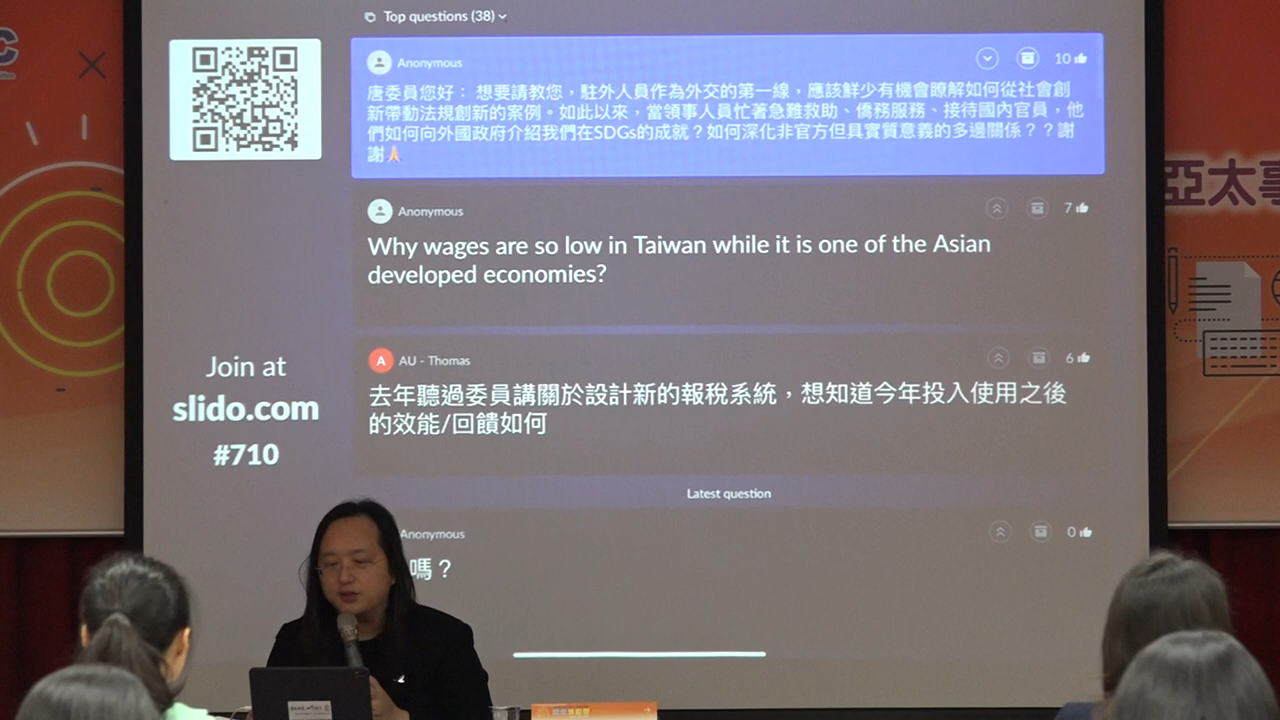 Top questions (38)
Anonymous
10
唐委員您好： 想要請教您，駐外人員作為外交的第一線，應該鮮少有機會瞭解如何從社會創
新帶動法規創新的案例。如此以來，當領事人員忙著急難救助、僑務服務、接待國內官員，他
們如何向外國政府介紹我們在SDGs的成就？如何深化非官方但具實質意義的多邊關係？？謝
謝🙏
Anonymous
7
Why wages are so low in Taiwan while it is one of the Asian
developed economies?
A
AU - Thomas
6
去年聽過委員講關於設計新的報稅系統，想知道今年投入使用之後
的效能/回饋如何
Latest question
Anonymous
0
嗎？
Join at
slido.com
#710
C
亞太事